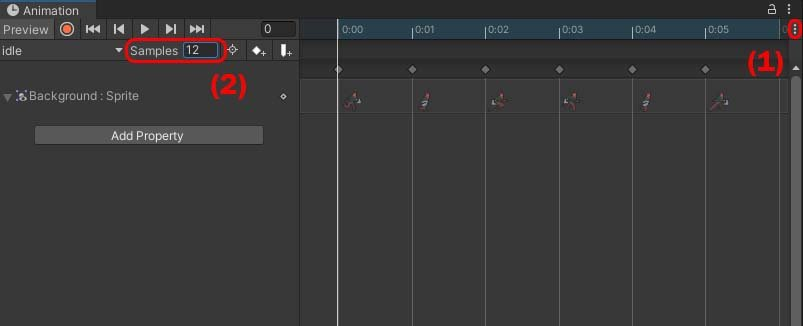 Animation
Preview 0 0:00 0:01 0:02 0:03 0:04 0:05
idle Samples 12
(1)
(2)
Background : Sprite
Add Property